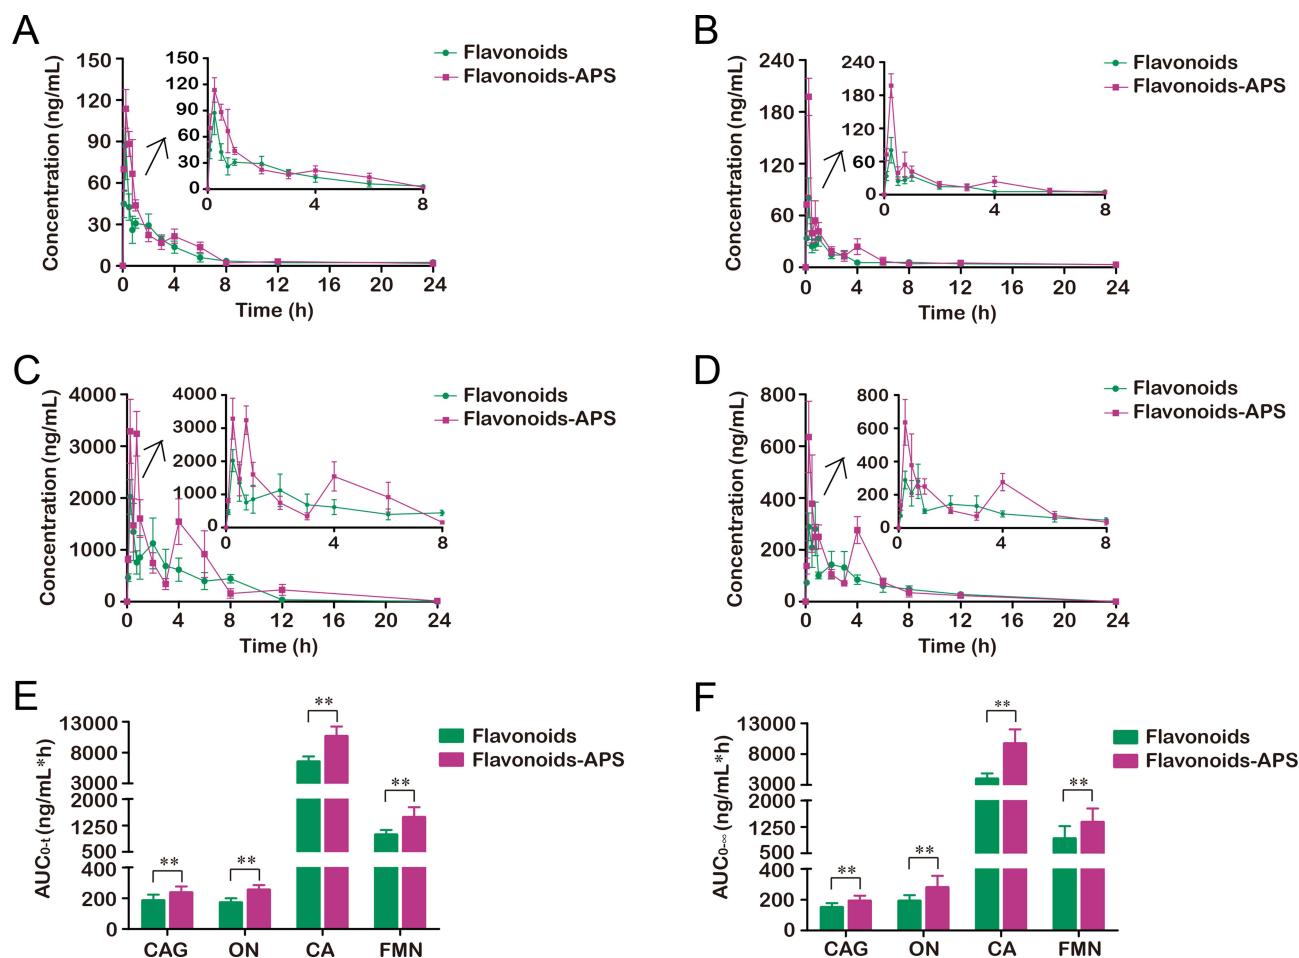 A
Flavonoids
Flavonoids-APS
Concentration (ng/mL)
150
120
90
60
30
0
150
120
90
60
30
0
0 4 8
0 4 8 12 16 20 24
Time (h)
B
Flavonoids
Flavonoids-APS
Concentration (ng/mL)
240
180
120
60
0
240
180
120
60
0
0 4 8
0 4 8 12 16 20 24
Time (h)
C
Flavonoids
Flavonoids-APS
Concentration (ng/mL)
4000
3000
2000
1000
0
4000
3000
2000
1000
0
0 4 8
0 4 8 12 16 20 24
Time (h)
D
Flavonoids
Flavonoids-APS
Concentration (ng/mL)
800
600
400
200
0
800
600
400
200
0
0 4 8
0 4 8 12 16 20 24
Time (h)
E
Flavonoids
Flavonoids-APS
AUC0-t (ng/mL*h)
13000
8000
3000
2000
1250
500
400
200
0
** ** ** **
CAG ON CA FMN
F
Flavonoids
Flavonoids-APS
AUC0-∞ (ng/mL*h)
13000
8000
3000
2000
1250
500
400
200
0
** ** ** **
CAG ON CA FMN